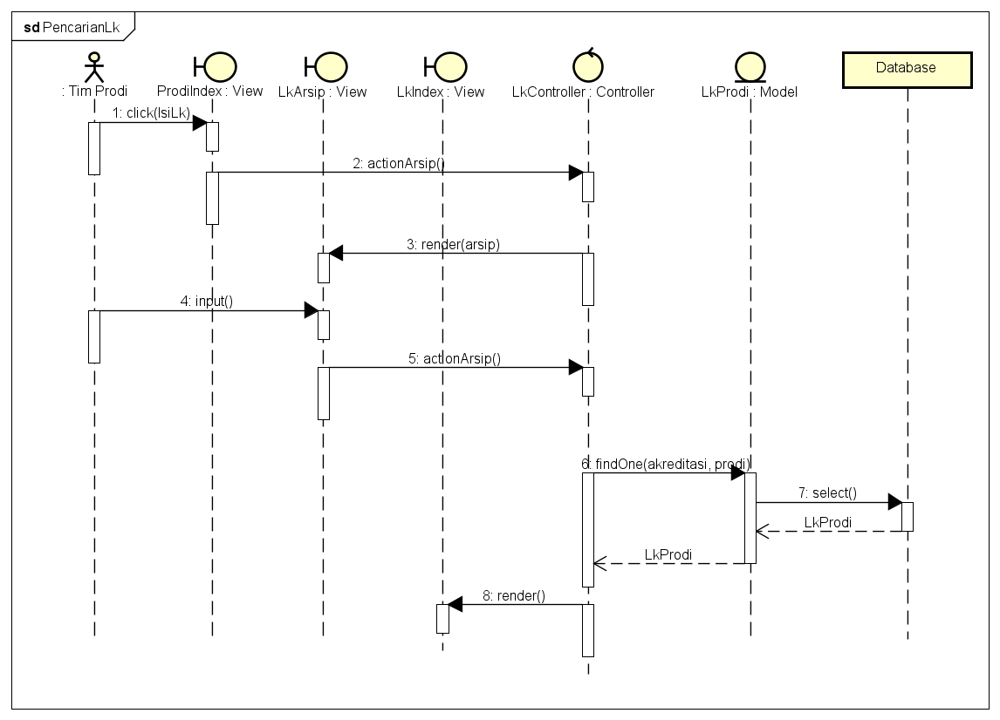 sd PencarianLk
: Tim Prodi
ProdiIndex : View
LkArsip : View
LkIndex : View
LkController : Controller
LkProdi : Model
Database
1: click(IsiLk)
2: actionArsip()
3: render(arsip)
4: input()
5: actionArsip()
6: findOne(akreditasi, prodi)
7: select()
LkProdi
LkProdi
8: render()